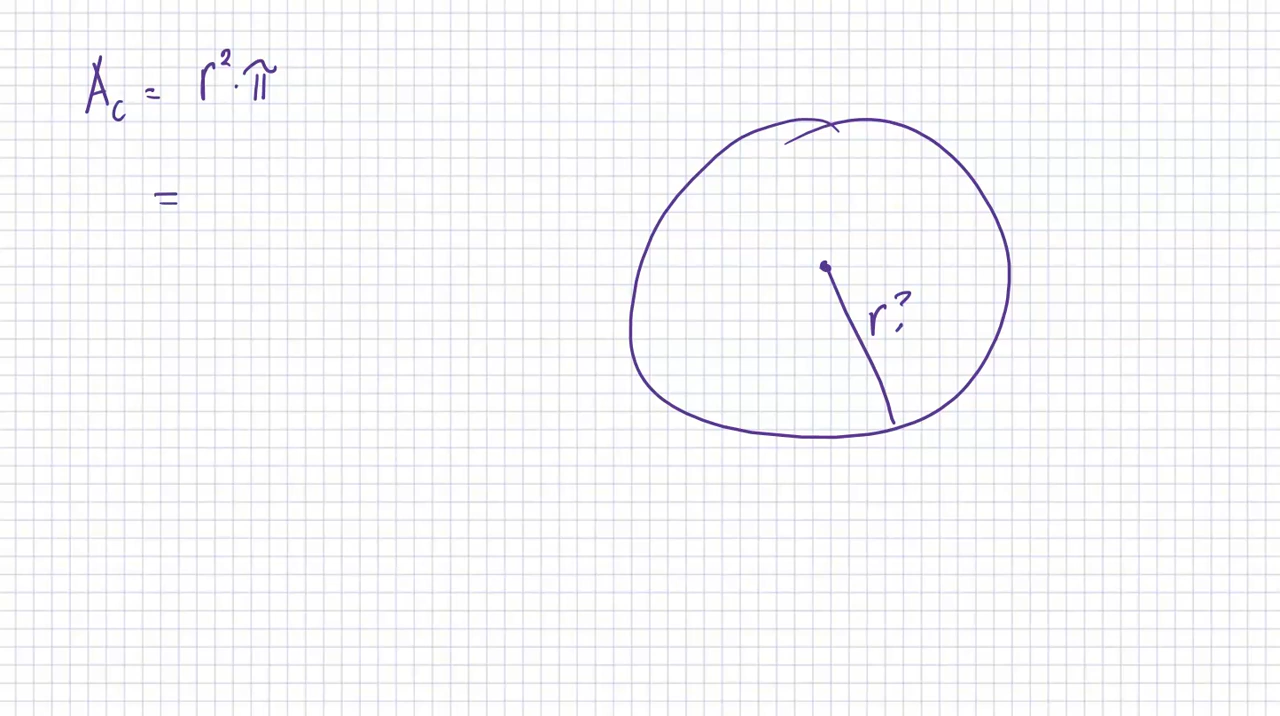 A_c = r² · π
=
r?